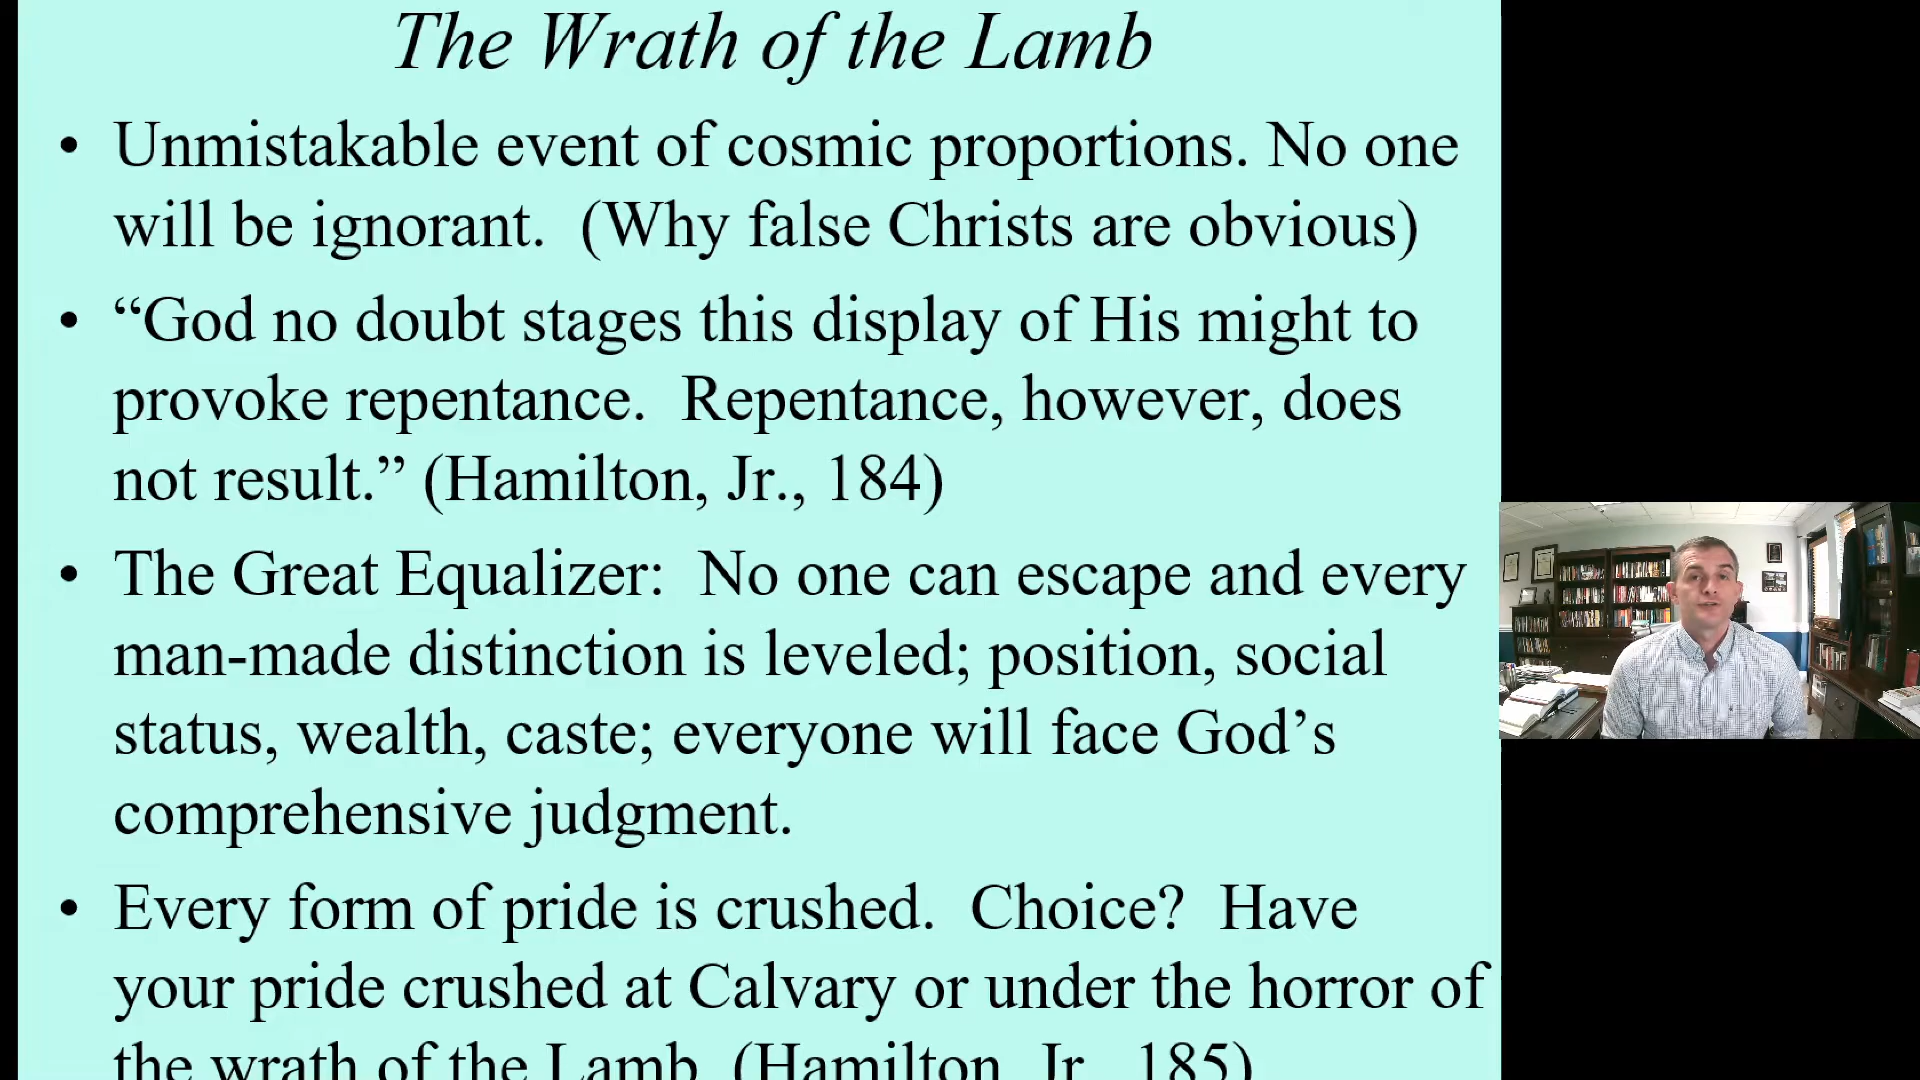 The Wrath of the Lamb
• Unmistakable event of cosmic proportions. No one
will be ignorant.  (Why false Christs are obvious)
• “God no doubt stages this display of His might to
provoke repentance.  Repentance, however, does
not result.” (Hamilton, Jr., 184)
• The Great Equalizer:  No one can escape and every
man-made distinction is leveled; position, social
status, wealth, caste; everyone will face God’s
comprehensive judgment.
• Every form of pride is crushed.  Choice?  Have
your pride crushed at Calvary or under the horror of
the wrath of the Lamb. (Hamilton, Jr., 185)